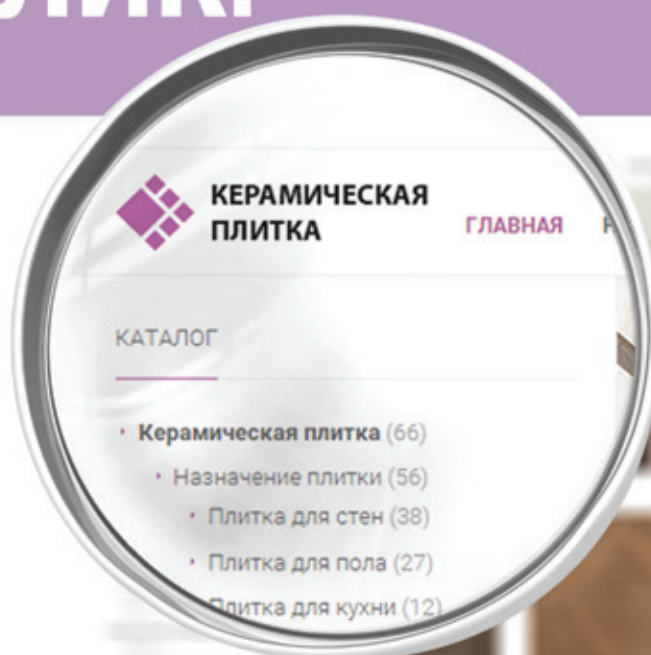 КЕРАМИЧЕСКАЯ
ПЛИТКА
ГЛАВНАЯ
КАТАЛОГ
Керамическая плитка (66)
Назначение плитки (56)
Плитка для стен (38)
Плитка для пола (27)
Плитка для кухни (12)